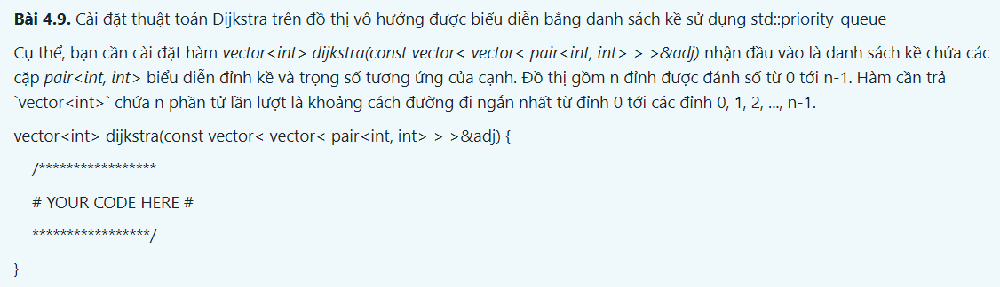 Bài 4.9. Cài đặt thuật toán Dijkstra trên đồ thị vô hướng được biểu diễn bằng danh sách kề sử dụng std::priority_queue
Cụ thể, bạn cần cài đặt hàm vector<int> dijkstra(const vector< vector< pair<int, int> > >&adj) nhận đầu vào là danh sách kề chứa các
cặp pair<int, int> biểu diễn đỉnh kề và trọng số tương ứng của cạnh. Đồ thị gồm n đỉnh được đánh số từ 0 tới n-1. Hàm cần trả
`vector<int>` chứa n phần tử lần lượt là khoảng cách đường đi ngắn nhất từ đỉnh 0 tới các đỉnh 0, 1, 2, ..., n-1.
vector<int> dijkstra(const vector< vector< pair<int, int> > >&adj) {
/*****************
# YOUR CODE HERE #
*****************/
}